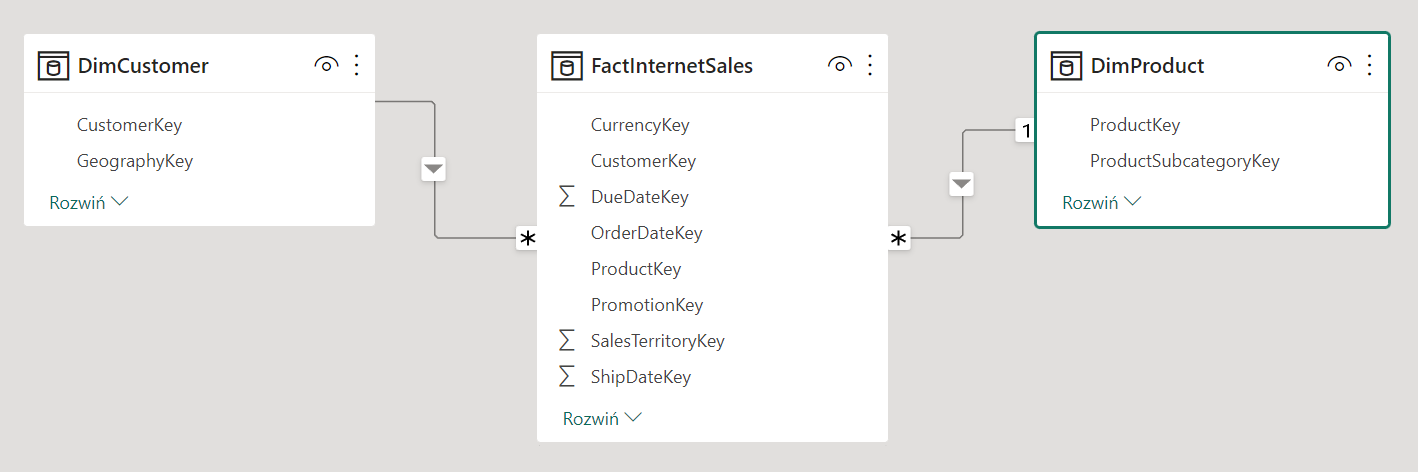 DimCustomer
CustomerKey
GeographyKey
Rozwiń
*
FactInternetSales
CurrencyKey
CustomerKey
Σ DueDateKey
OrderDateKey
ProductKey
PromotionKey
Σ SalesTerritoryKey
Σ ShipDateKey
Rozwiń
*
1
DimProduct
ProductKey
ProductSubcategoryKey
Rozwiń